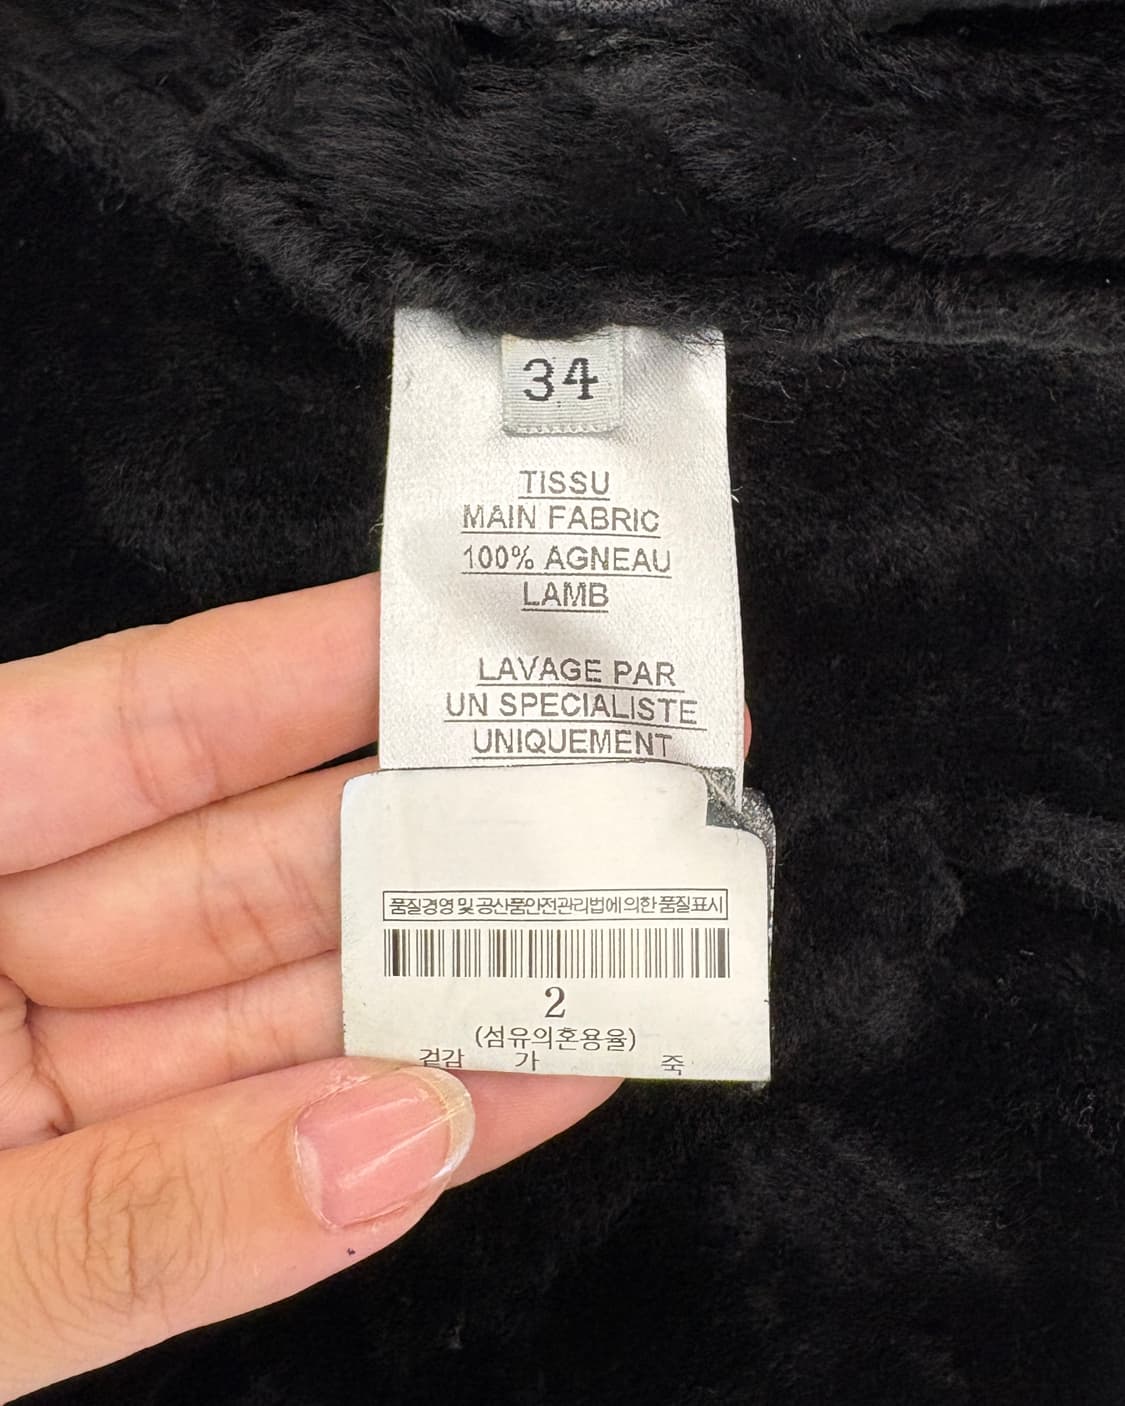 34
TISSU
MAIN FABRIC
100% AGNEAU
LAMB
LAVAGE PAR
UN SPECIALISTE
UNIQUEMENT
품질경영 및 공산품안전관리법에 의한 품질표시
2
(섬유의혼용율)
겉감 가 죽